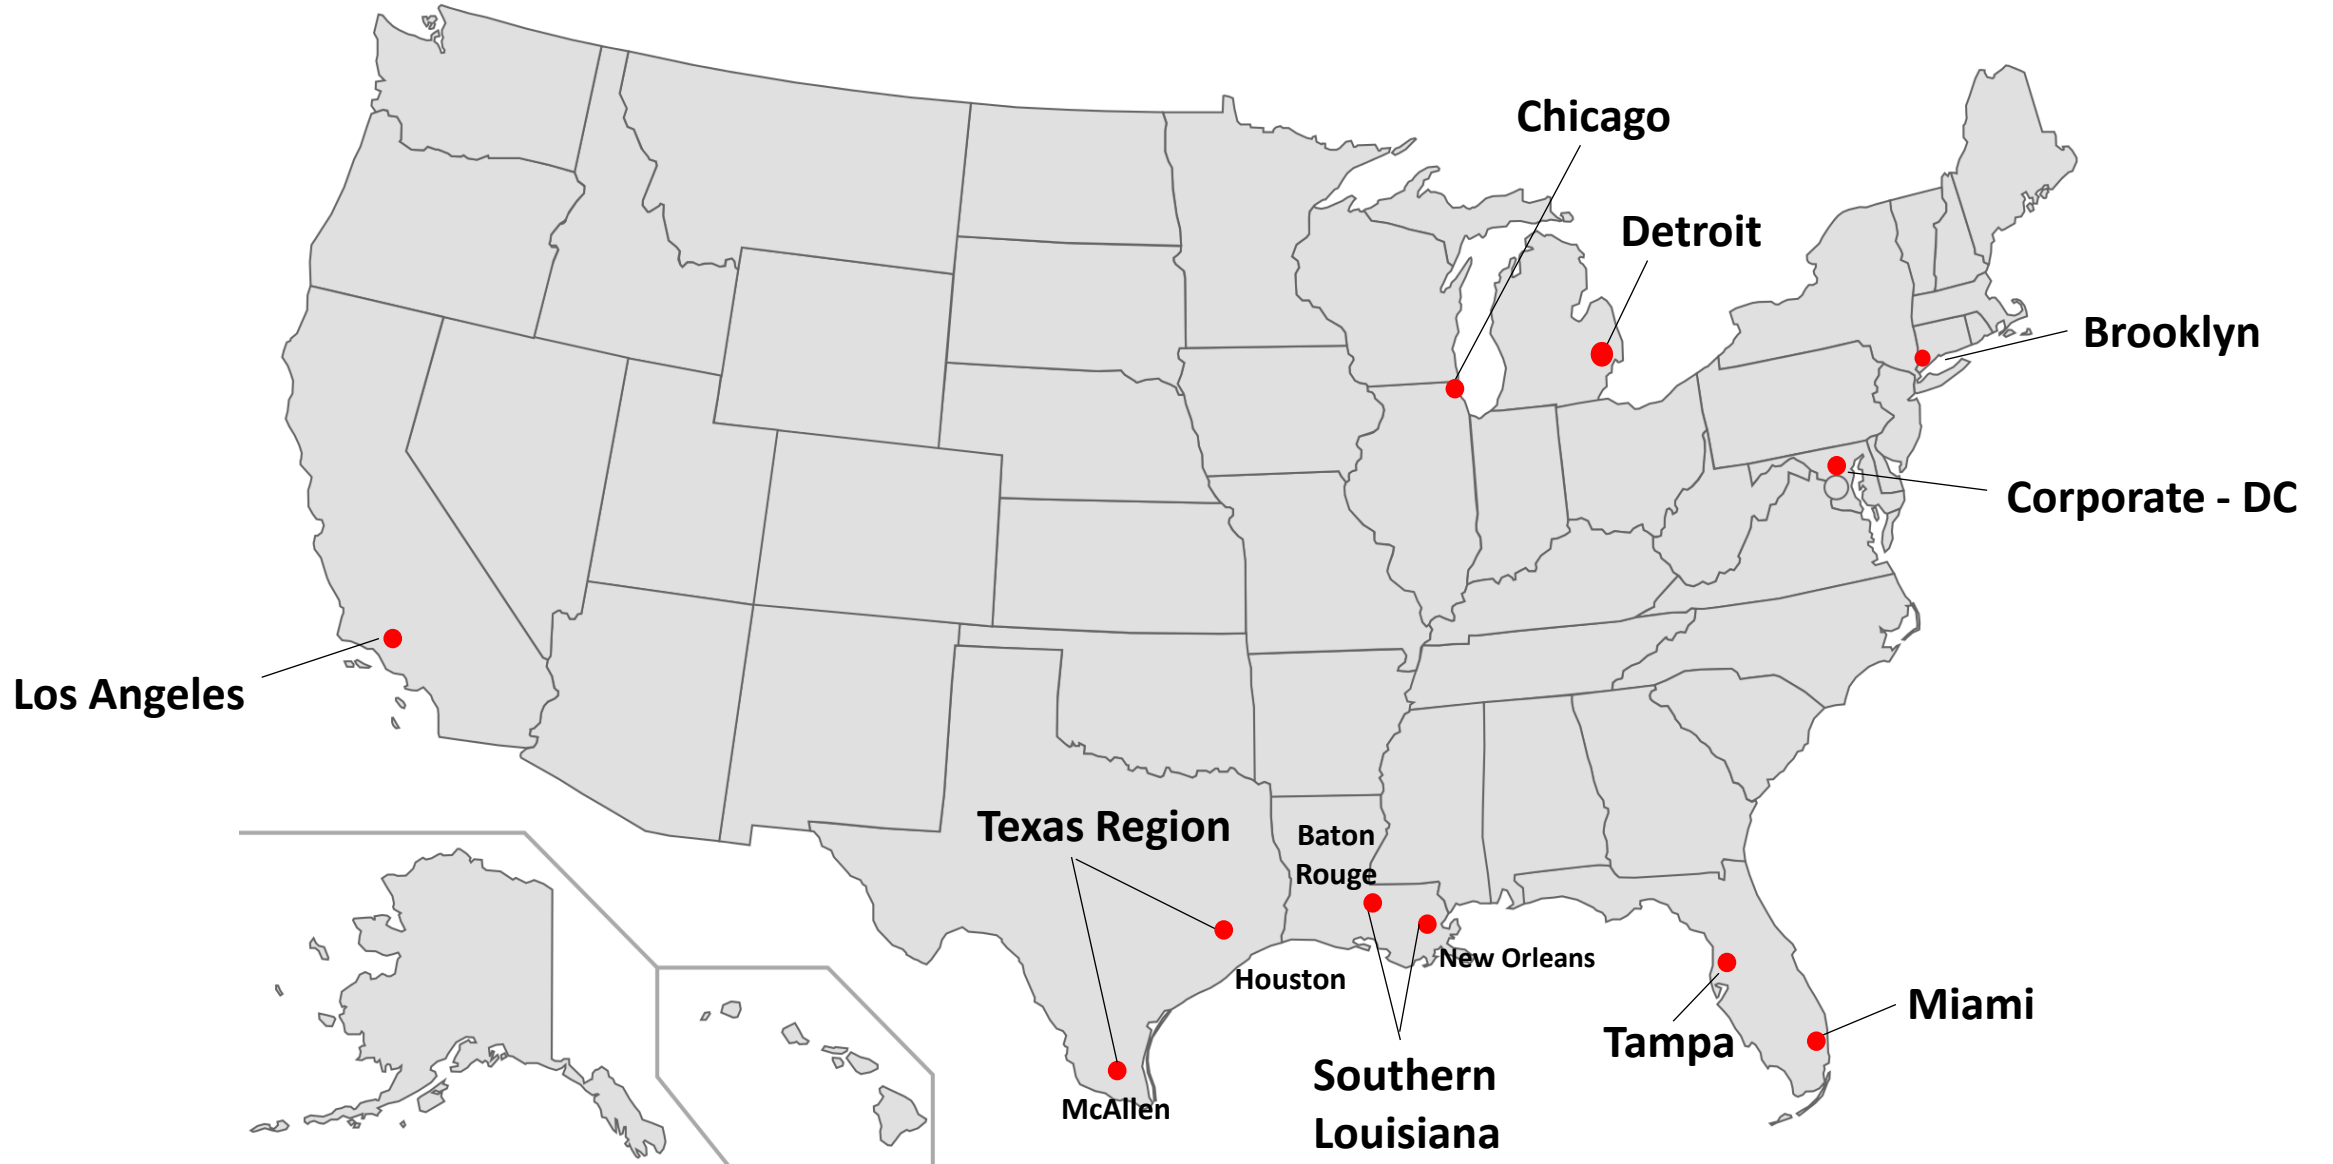 Chicago
Detroit
Brooklyn
Corporate - DC
Los Angeles
Texas Region
Baton
Rouge
New Orleans
Houston
Miami
Tampa
Southern
Louisiana
McAllen